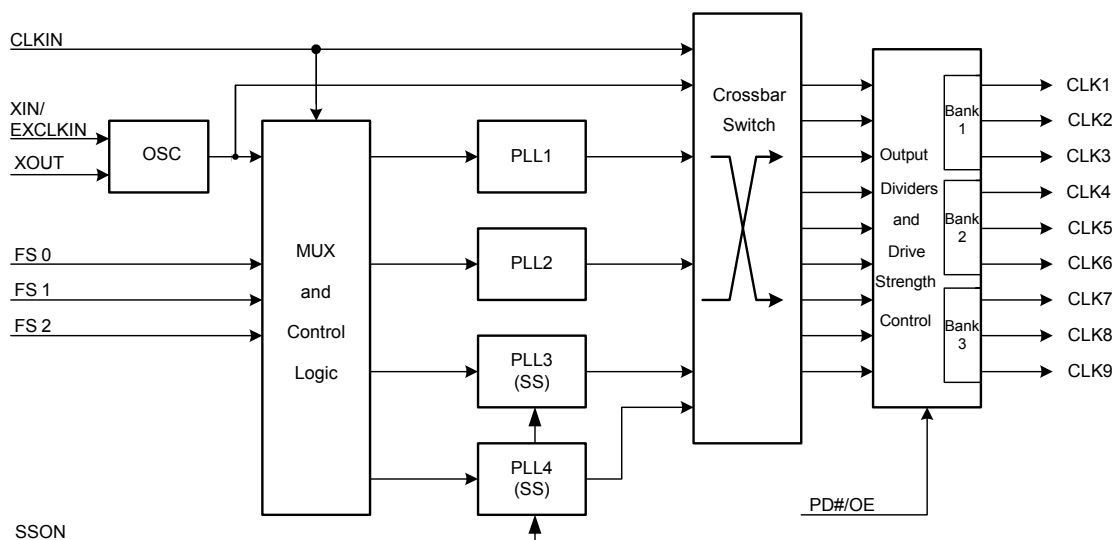 CLKIN
XIN/
EXCLKIN
XOUT
OSC
FS 0
FS 1
FS 2
MUX
and
Control
Logic
PLL1
PLL2
PLL3
(SS)
PLL4
(SS)
SSON
Crossbar
Switch
Output
Dividers
and
Drive
Strength
Control
Bank
1
Bank
2
Bank
3
CLK1
CLK2
CLK3
CLK4
CLK5
CLK6
CLK7
CLK8
CLK9
PD#/OE